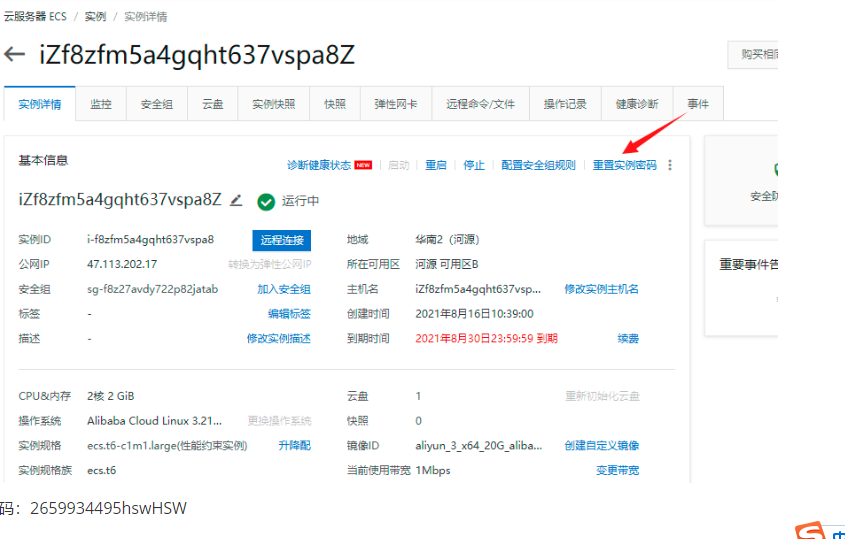 云服务器 ECS / 实例 / 实例详情
← iZf8zfm5a4gqht637vspa8Z 购买相同
实例详情 监控 安全组 云盘 实例快照 快照 弹性网卡 远程命令/文件 操作记录 健康诊断 事件
基本信息 诊断健康状态 NEW 启动 重启 停止 配置安全组规则 重置实例密码
iZf8zfm5a4gqht637vspa8Z 运行中
安全防
实例ID i-f8zfm5a4gqht637vspa8 远程连接 地域 华南2（河源）
公网IP 47.113.202.17 转换为弹性公网IP 所在可用区 河源 可用区B 重要事件告
安全组 sg-f8z27avdy722p82jatab 加入安全组 主机名 iZf8zfm5a4gqht637vsp... 修改实例主机名
标签 - 编辑标签 创建时间 2021年8月16日10:39:00
描述 - 修改实例描述 到期时间 2021年8月30日23:59:59 到期 续费
CPU&内存 2核 2 GiB 云盘 1 重新初始化云盘
操作系统 Alibaba Cloud Linux 3.21... 更换操作系统 快照 0
实例规格 ecs.t6-c1m1.large(性能约束实例) 升降配 镜像ID aliyun_3_x64_20G_aliba... 创建自定义镜像
实例规格族 ecs.t6 当前使用带宽 1Mbps 变更带宽
码：2659934495hswHSW